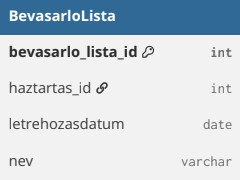 BevasarloLista
bevasarlo_lista_id int
haztartas_id int
letrehozasdatum date
nev varchar